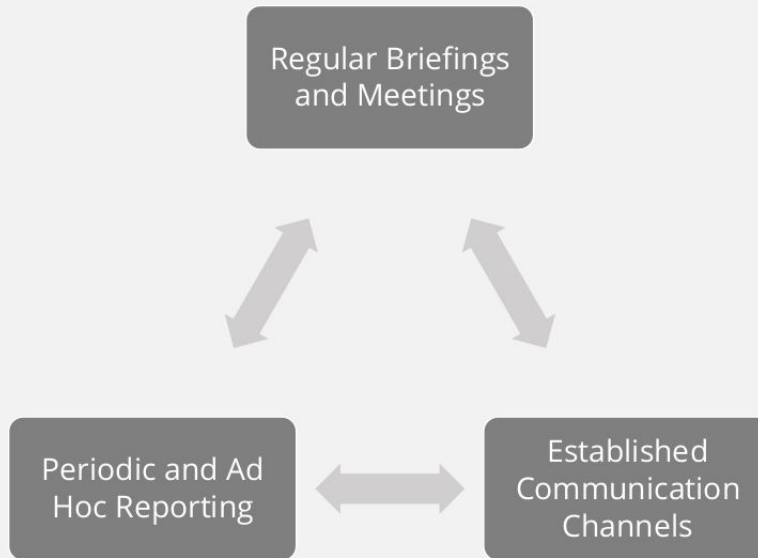 Regular Briefings
and Meetings
Periodic and Ad
Hoc Reporting
Established
Communication
Channels